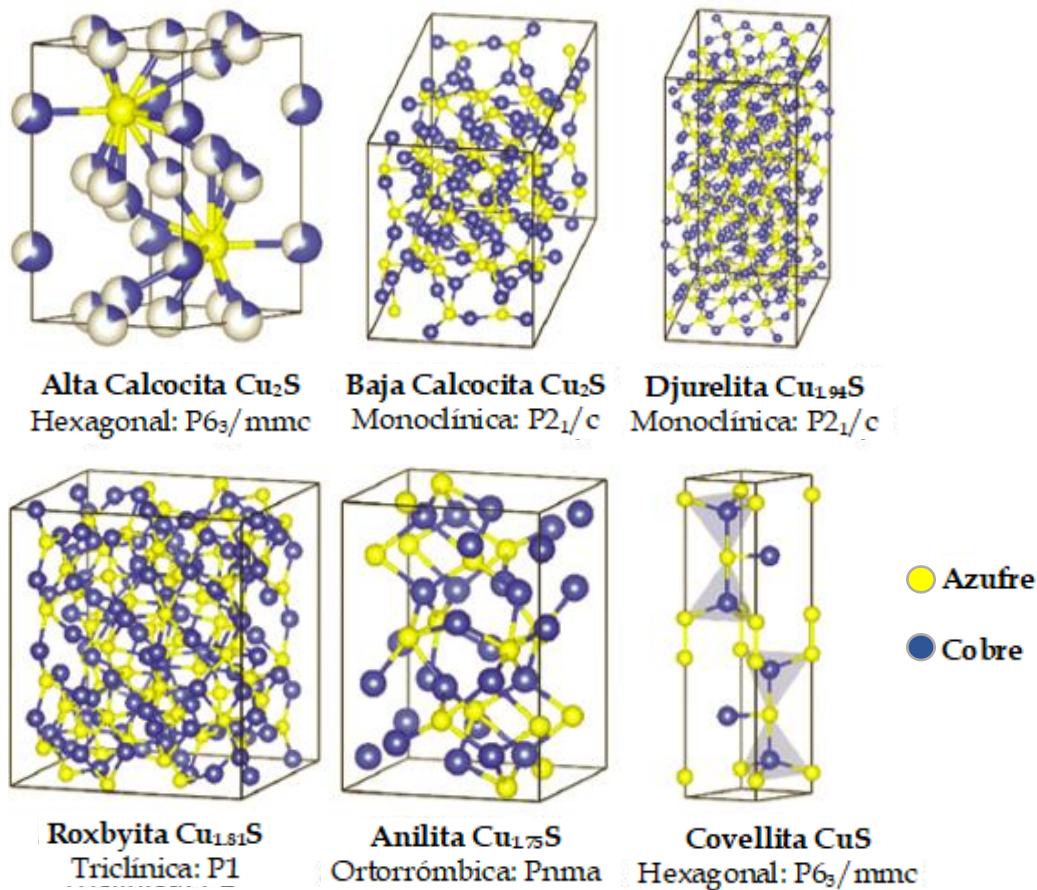 Alta Calcocita Cu₂S
Hexagonal: P6₃/mmc
Baja Calcocita Cu₂S
Monoclínica: P2₁/c
Djurelita Cu₁.₉₄S
Monoclínica: P2₁/c
Azufre
Cobre
Roxbyita Cu₁.₈₁S
Triclínica: P1
Anilita Cu₁.₇₅S
Ortorrómbica: Pnma
Covellita CuS
Hexagonal: P6₃/mmc